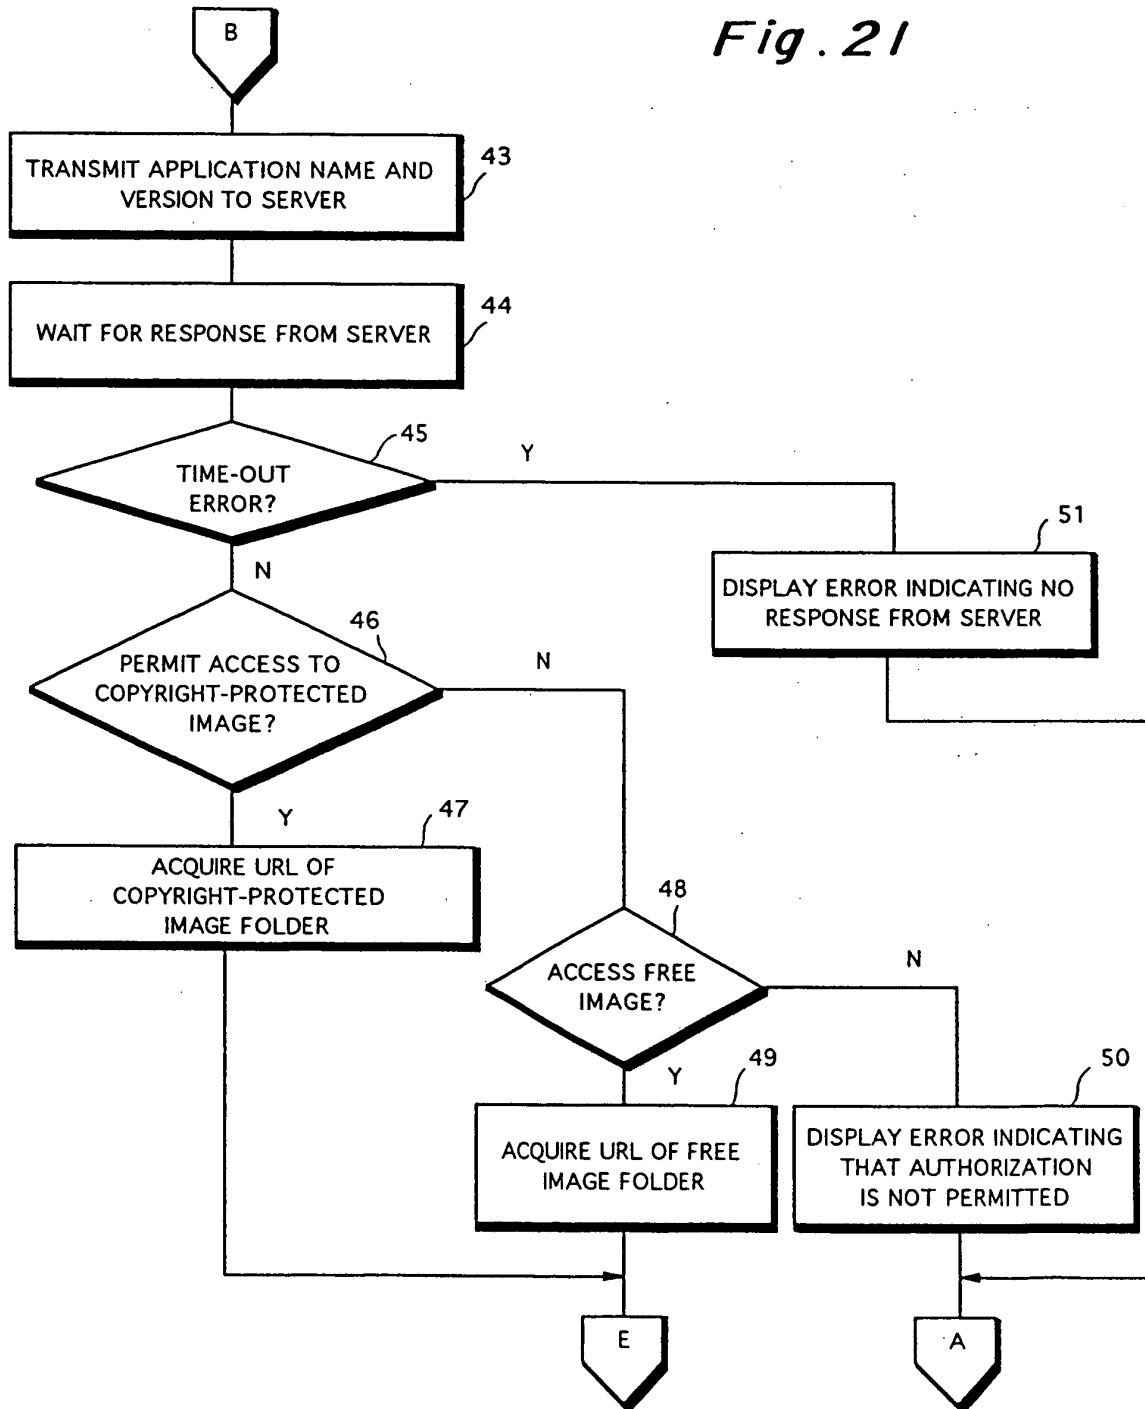 Fig. 21
B
TRANSMIT APPLICATION NAME AND
VERSION TO SERVER
43
WAIT FOR RESPONSE FROM SERVER
44
TIME-OUT
ERROR?
45
Y
N
DISPLAY ERROR INDICATING NO
RESPONSE FROM SERVER
51
PERMIT ACCESS TO
COPYRIGHT-PROTECTED
IMAGE?
46
N
Y
ACQUIRE URL OF
COPYRIGHT-PROTECTED
IMAGE FOLDER
47
ACCESS FREE
IMAGE?
48
N
Y
ACQUIRE URL OF FREE
IMAGE FOLDER
49
DISPLAY ERROR INDICATING
THAT AUTHORIZATION
IS NOT PERMITTED
50
E
A